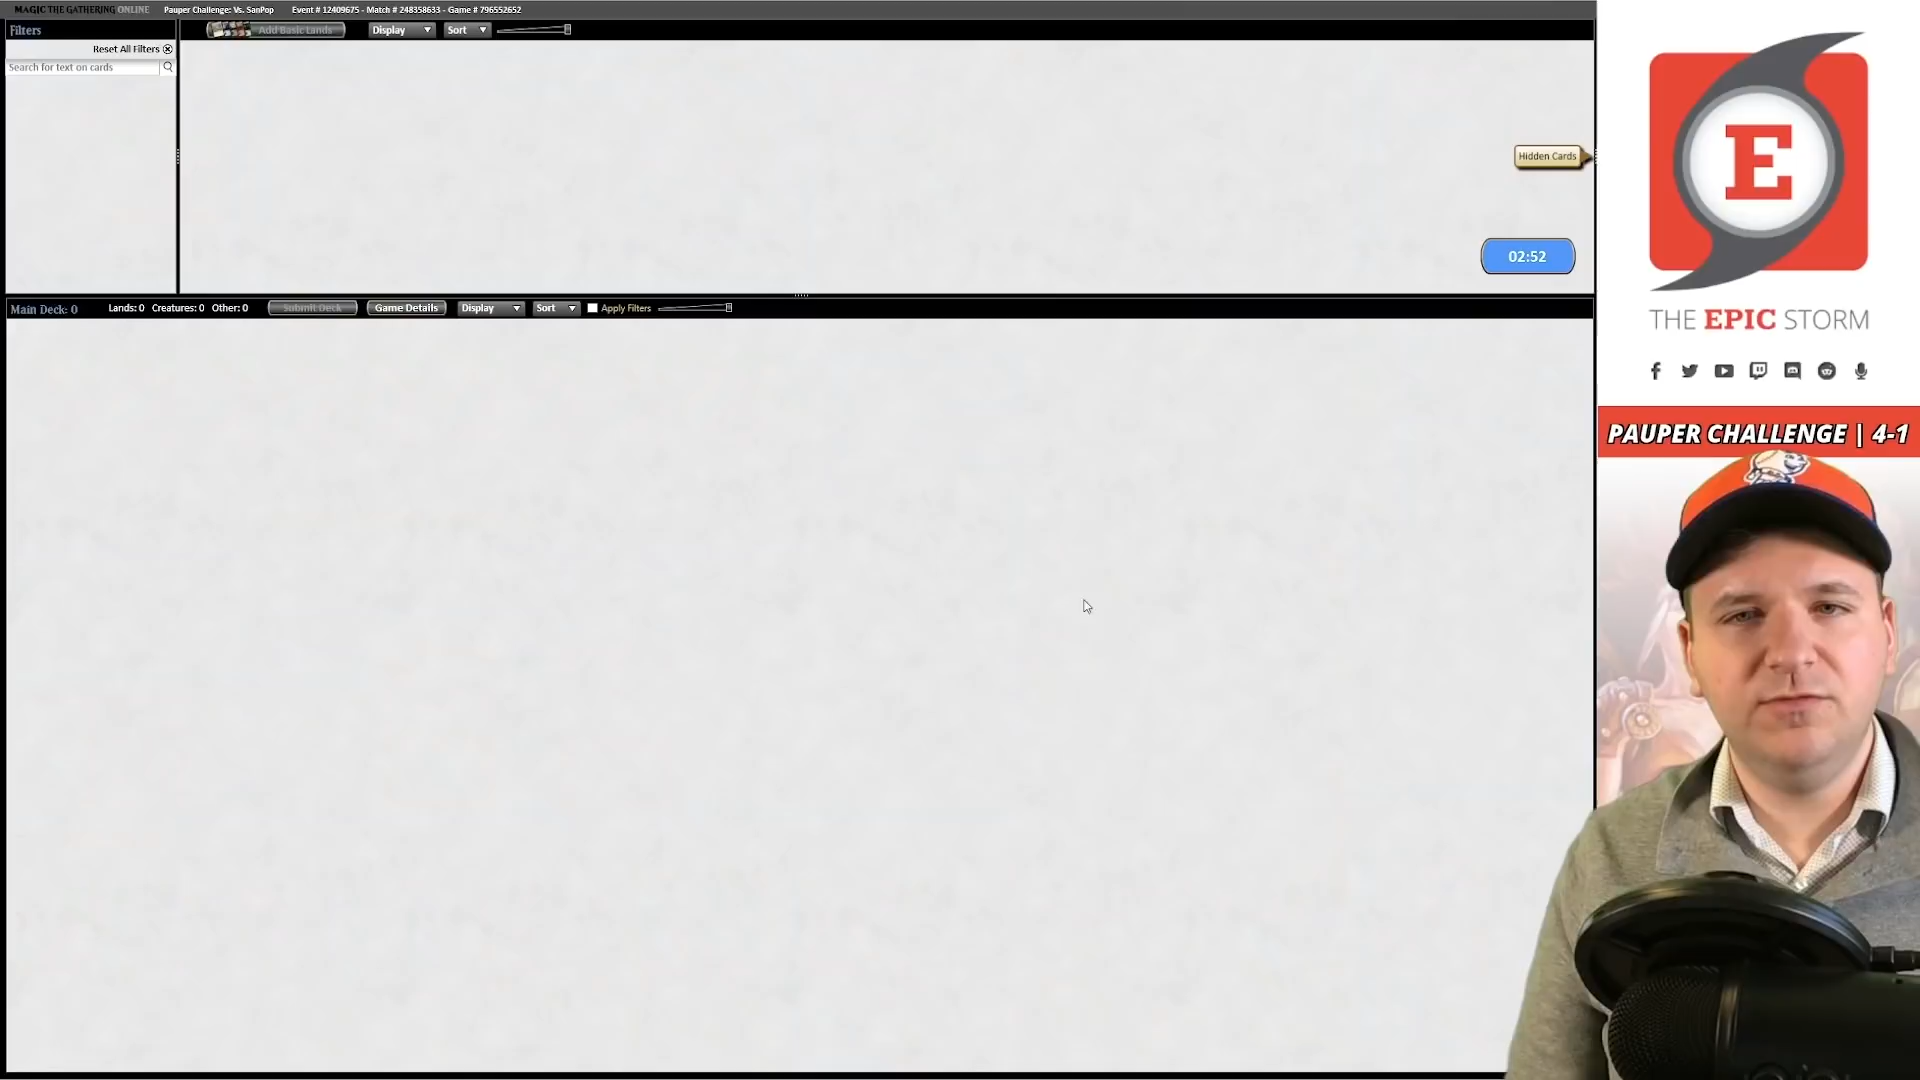 MAGIC THE GATHERING ONLINE Pauper Challenge: Vs. SanPop Event # 12409675 - Match # 248358633 - Game # 796552652
Filters Add Basic Lands Display Sort
Reset All Filters
Search for text on cards
Hidden Cards
02:52
Main Deck: 0 Lands: 0 Creatures: 0 Other: 0 Submit Deck Game Details Display Sort Apply Filters
E
THE EPIC STORM
PAUPER CHALLENGE | 4-1